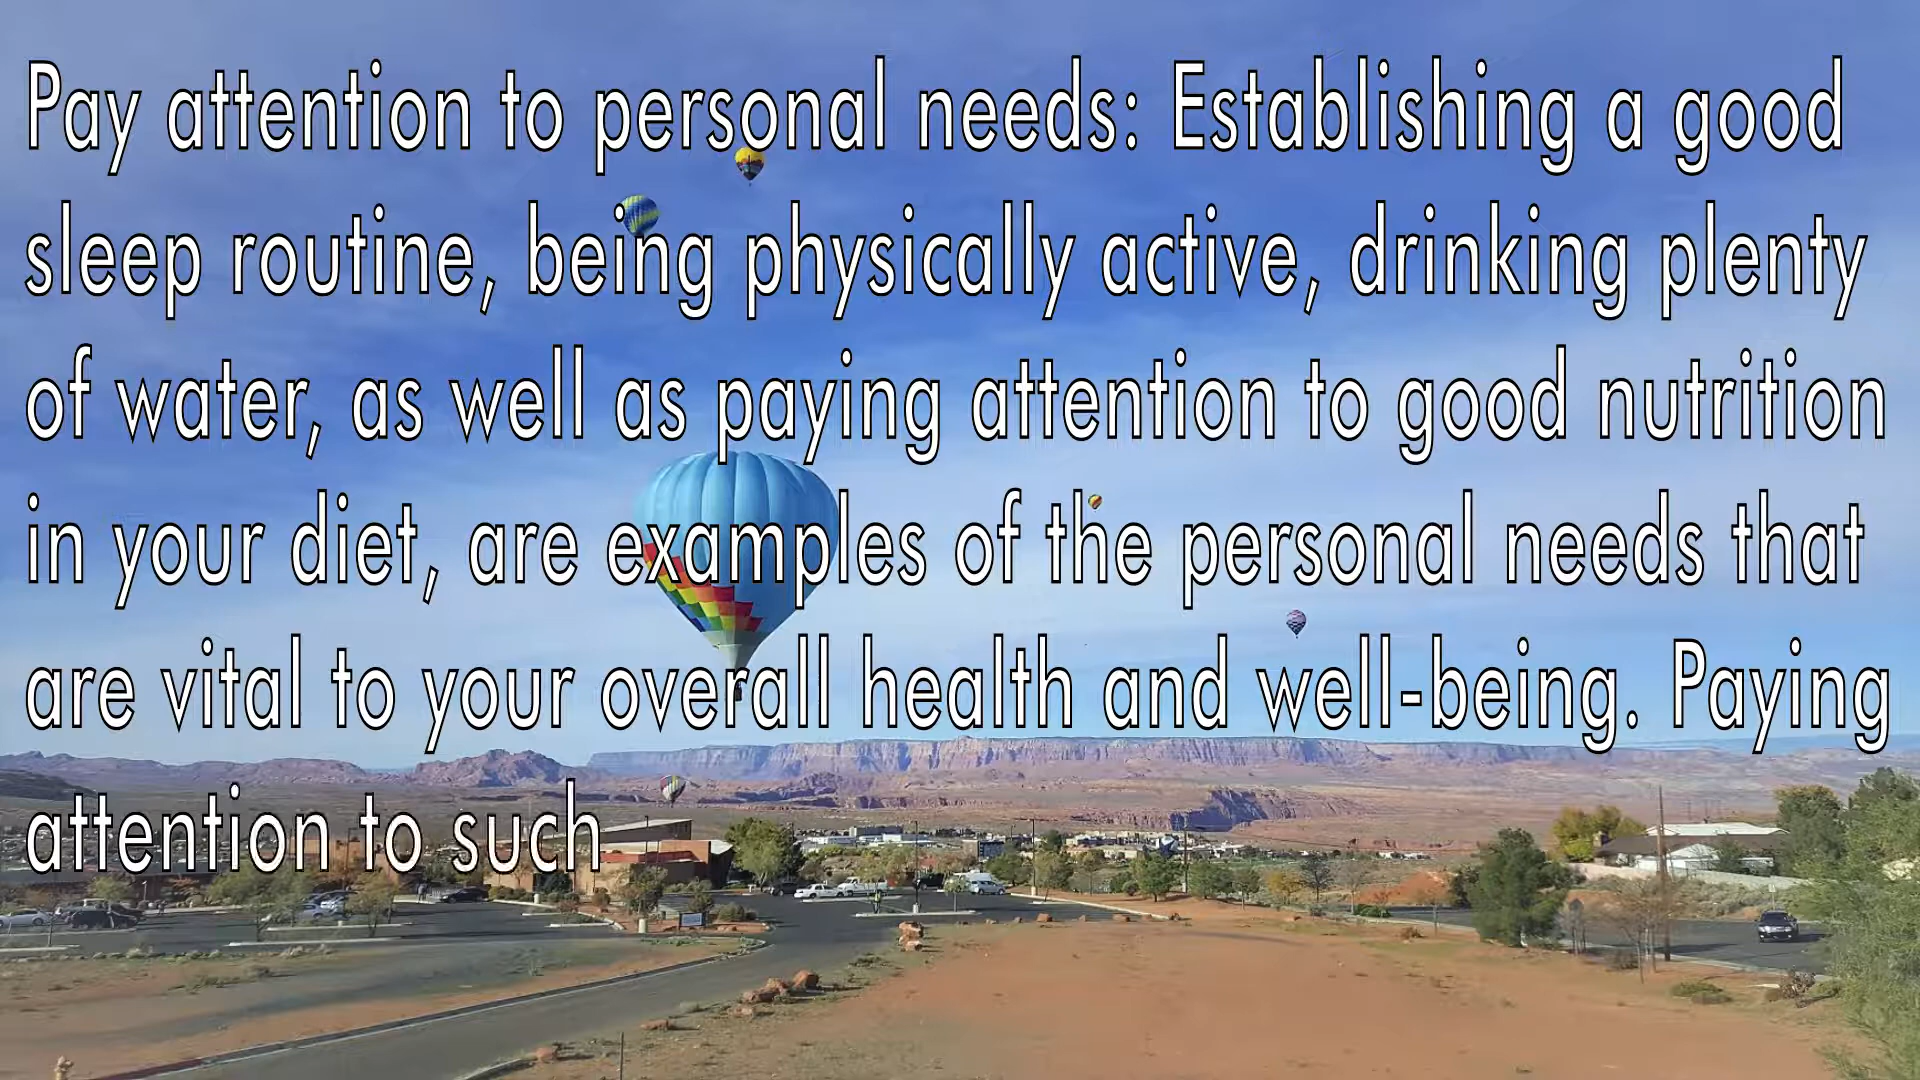 Pay attention to personal needs: Establishing a good
sleep routine, being physically active, drinking plenty
of water, as well as paying attention to good nutrition
in your diet, are examples of the personal needs that
are vital to your overall health and well-being. Paying
attention to such